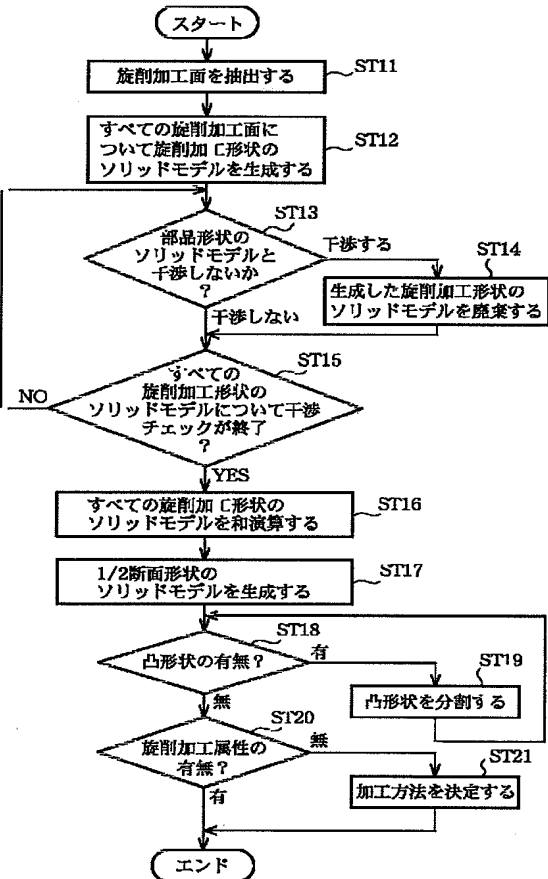 スタート
旋削加工面を抽出する
ST11
すべての旋削加工面に
ついて旋削加工形状の
ソリッドモデルを生成する
ST12
ST13
部品形状の
ソリッドモデルと
干渉しないか
?
干渉する
ST14
生成した旋削加工形状の
ソリッドモデルを廃棄する
干渉しない
ST15
すべての
旋削加工形状の
ソリッドモデルについて干渉
チェックが終了
?
NO
YES
すべての旋削加工形状の
ソリッドモデルを和演算する
ST16
1/2断面形状の
ソリッドモデルを生成する
ST17
ST18
凸形状の有無?
有
ST19
凸形状を分割する
無
ST20
旋削加工属性の
有無?
無
ST21
加工方法を決定する
有
エンド